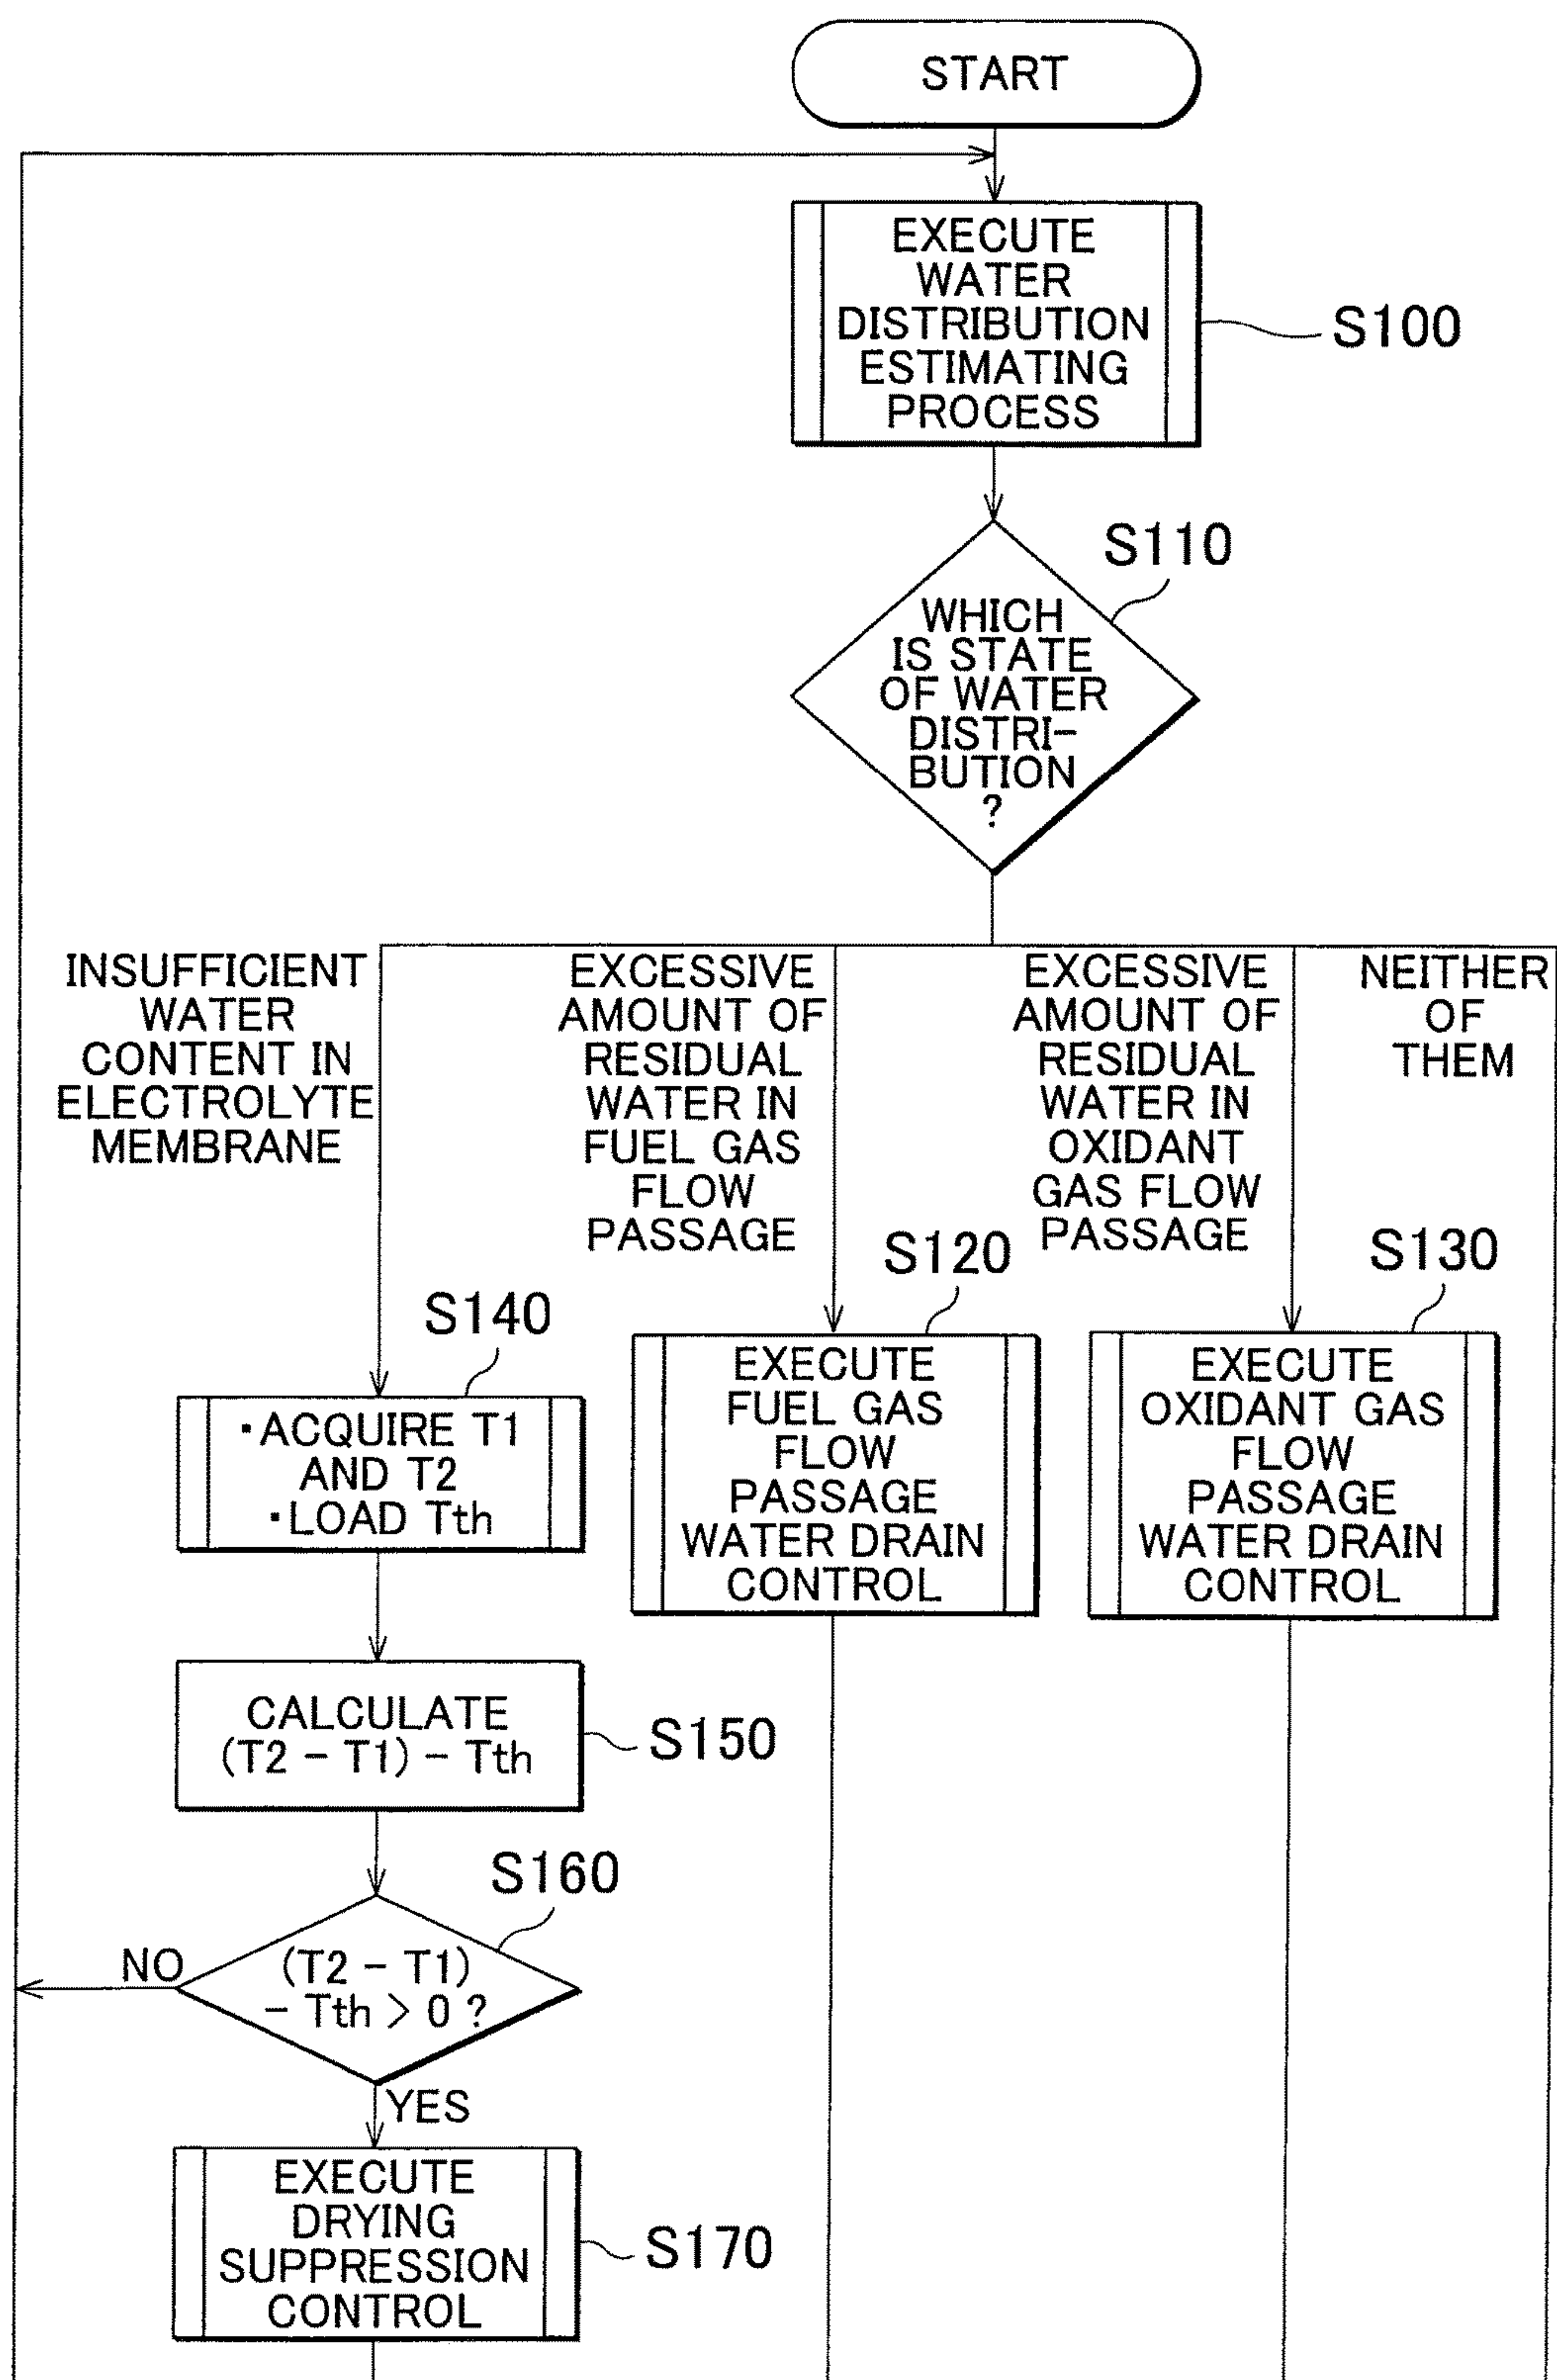 START
EXECUTE
WATER
DISTRIBUTION
ESTIMATING
PROCESS
S100
S110
WHICH
IS STATE
OF WATER
DISTRI-
BUTION
?
INSUFFICIENT
WATER
CONTENT IN
ELECTROLYTE
MEMBRANE
EXCESSIVE
AMOUNT OF
RESIDUAL
WATER IN
FUEL GAS
FLOW
PASSAGE
EXCESSIVE
AMOUNT OF
RESIDUAL
WATER IN
OXIDANT
GAS FLOW
PASSAGE
NEITHER
OF
THEM
S140
・ACQUIRE T1
AND T2
・LOAD Tth
S120
EXECUTE
FUEL GAS
FLOW
PASSAGE
WATER DRAIN
CONTROL
S130
EXECUTE
OXIDANT GAS
FLOW
PASSAGE
WATER DRAIN
CONTROL
CALCULATE
(T2 − T1) − Tth
S150
S160
(T2 − T1)
− Tth > 0 ?
NO
YES
EXECUTE
DRYING
SUPPRESSION
CONTROL
S170